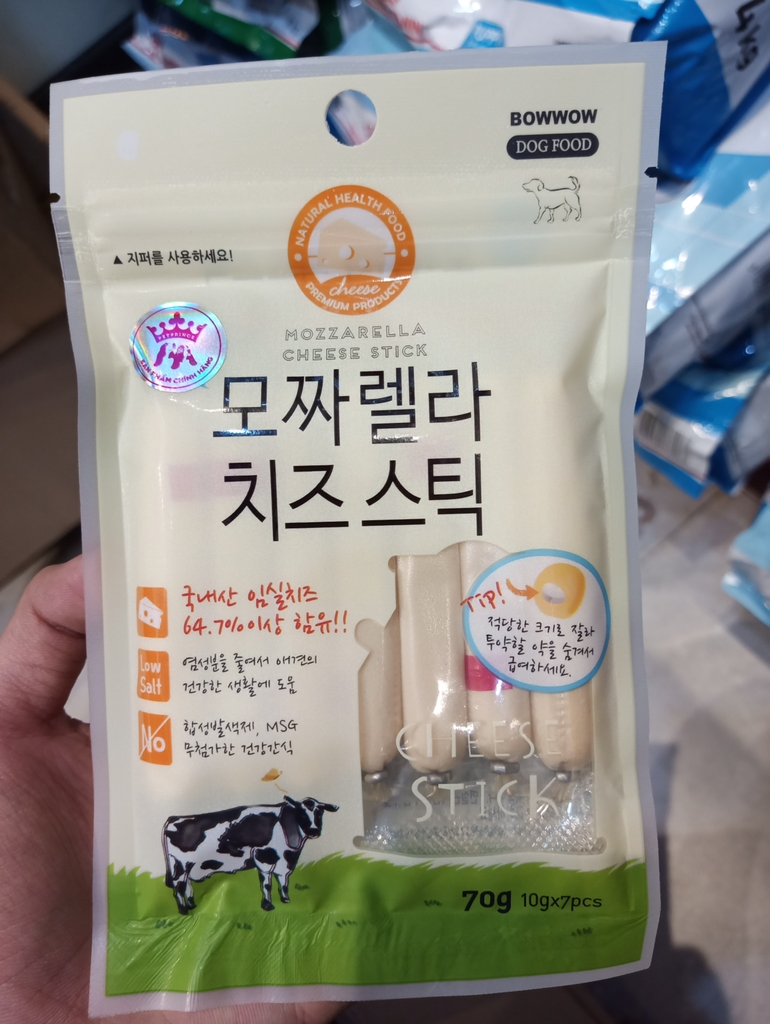 BOWWOW
DOG FOOD
NATURAL HEALTH FOOD
cheese
PREMIUM PRODUCTS
▲ 지퍼를 사용하세요!
PETPRINCE
SẢN PHẨM CHÍNH HÃNG
MOZZARELLA
CHEESE STICK
모짜렐라
치즈 스틱
국내산 임실치즈
64.7%이상 함유!!
Low
Salt
염성분을 줄여서 애견의
건강한 생활에 도움
No
합성발색제, MSG
무첨가한 건강간식
Tip!
적당한 크기로 잘라
투약할 약을 숨겨서
급여하세요.
CHEESE
STICK
70g 10gx7pcs